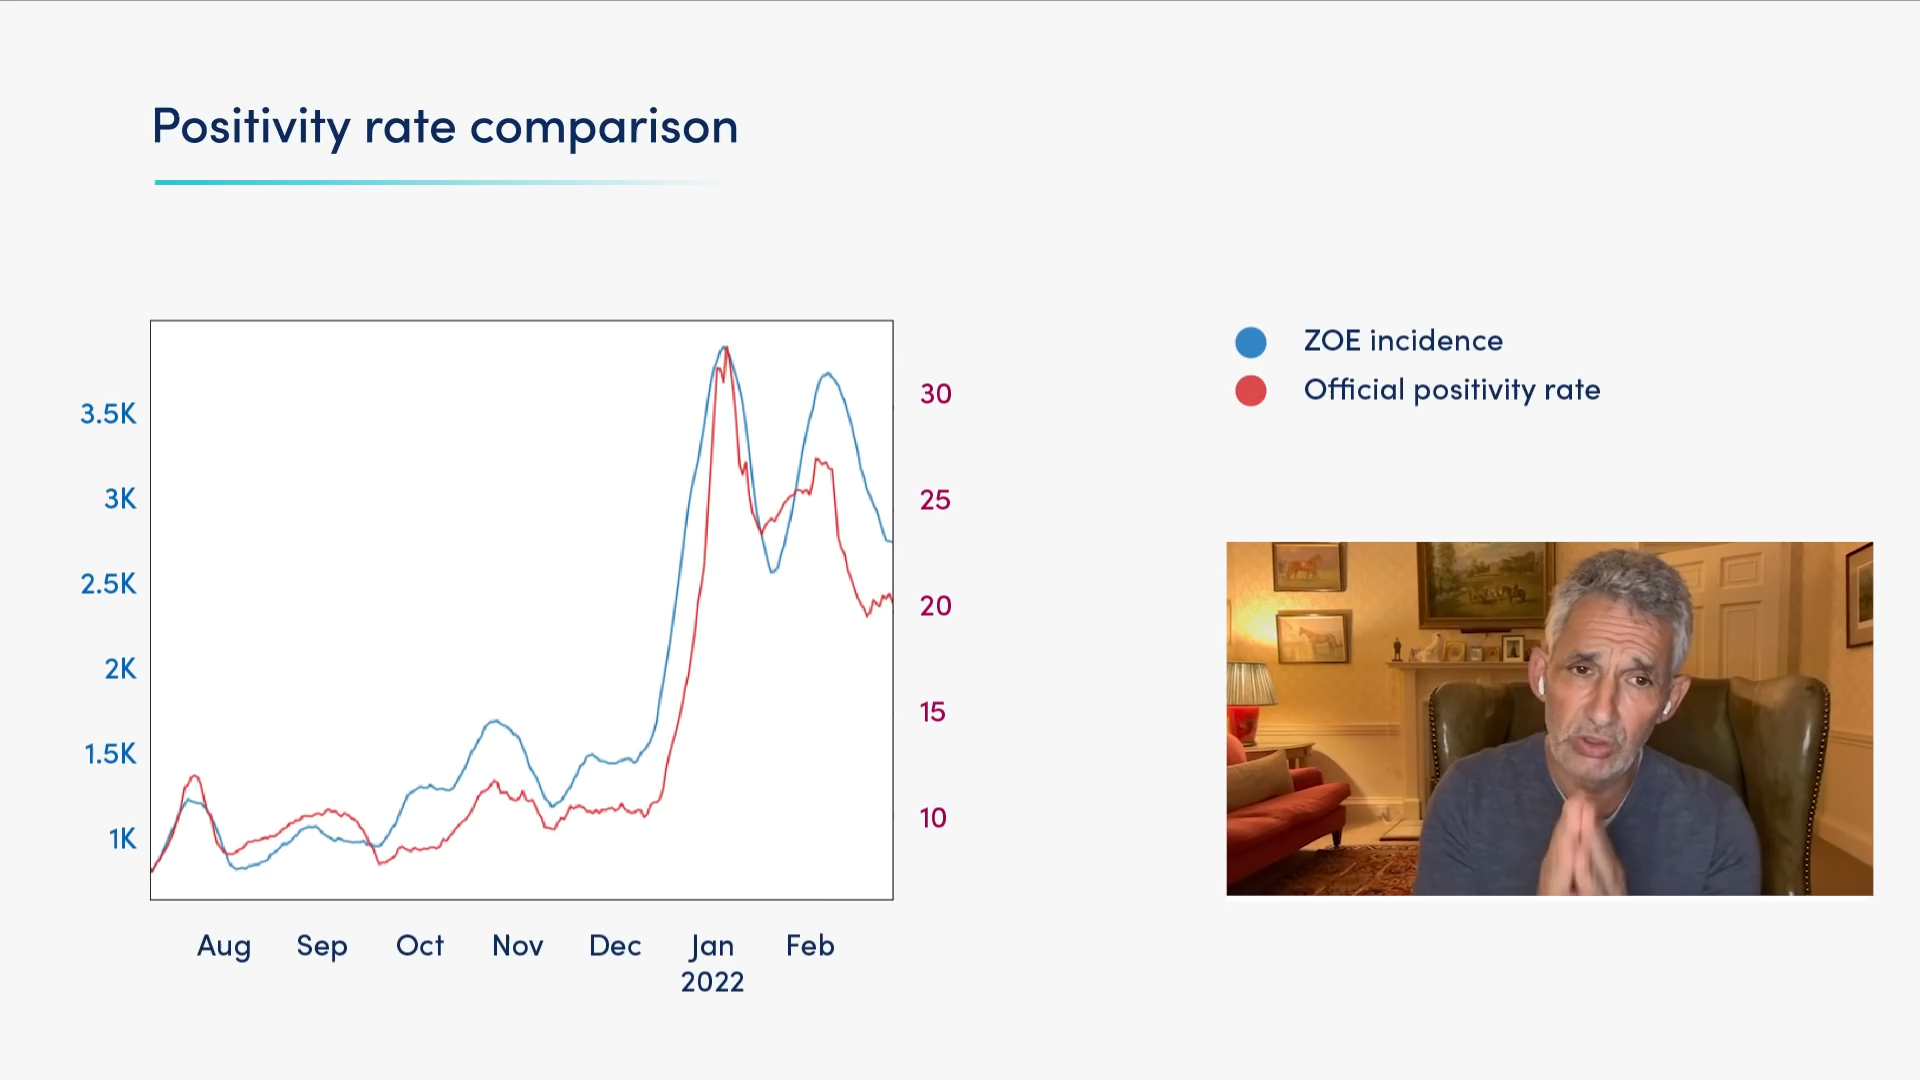 Positivity rate comparison
ZOE incidence
Official positivity rate
3.5K
3K
2.5K
2K
1.5K
1K
30
25
20
15
10
Aug Sep Oct Nov Dec Jan Feb
2022